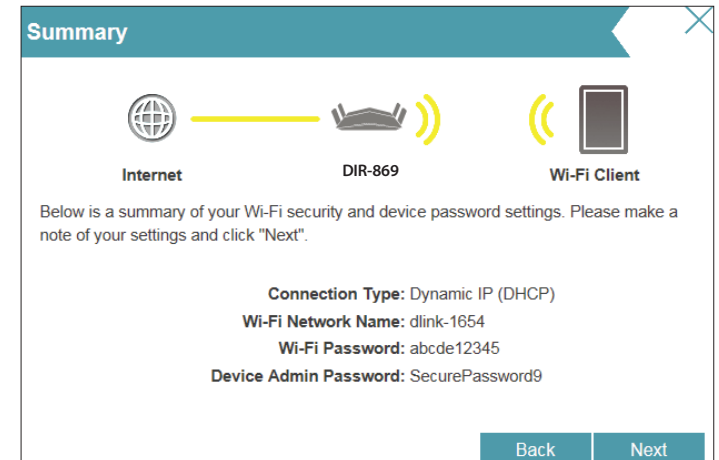 Summary
Internet
DIR-869
Wi-Fi Client
Below is a summary of your Wi-Fi security and device password settings. Please make a
note of your settings and click "Next".
Connection Type: Dynamic IP (DHCP)
Wi-Fi Network Name: dlink-1654
Wi-Fi Password: abcde12345
Device Admin Password: SecurePassword9
Back
Next